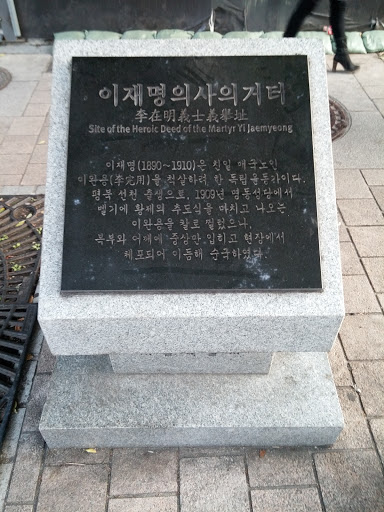 이재명의사의거터
李在明義士義擧址
Site of the Heroic Deed of the Martyr Yi Jaemyeong
이재명(1890~1910)은 친일 매국노인
이완용(李完用)을 척살하려 한 독립운동가이다.
평북 선천 출생으로, 1909년 명동성당에서
벨기에 황제의 추도식을 마치고 나오는
이완용을 칼로 찔렀으나,
복부와 어깨에 중상만 입히고 현장에서
체포되어 이듬해 순국하였다.